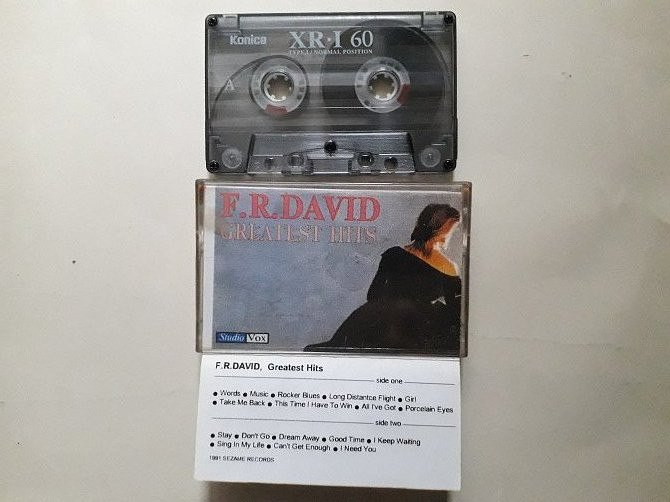 Konica XR·I 60
TYPE I / NORMAL POSITION
A
F.R.DAVID
GREATEST HITS
Studio Vox
F.R.DAVID, Greatest Hits
side one
● Words ● Music ● Rocker Blues ● Long Distantce Flight ● Girl
● Take Me Back ● This Time I Have To Win ● All I've Got ● Porcelain Eyes
side two
● Stay ● Don't Go ● Dream Away ● Good Time ● I Keep Waiting
● Sing In My Life ● Can't Get Enough ● I Need You
1991 SEZAME RECORDS